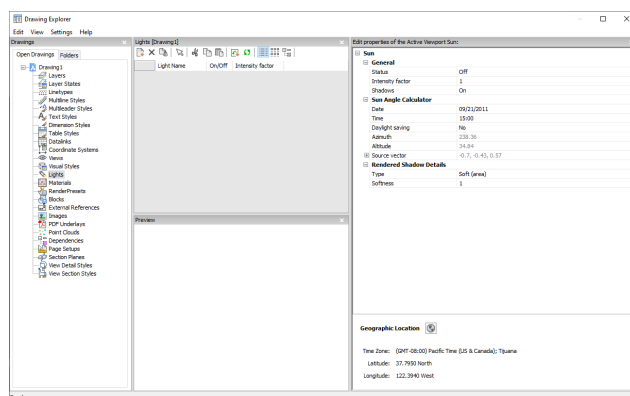 Drawing Explorer
Edit View Settings Help
Drawings
Open Drawings Folders
Drawing1
Layers
Layer States
Linetypes
Multiline Styles
Multileader Styles
Text Styles
Dimension Styles
Table Styles
Datalinks
Coordinate Systems
Views
Visual Styles
Lights
Materials
RenderPresets
Blocks
External References
Images
PDF Underlays
Point Clouds
Dependencies
Page Setups
Section Planes
View Detail Styles
View Section Styles
Lights [Drawing1]
Light Name On/Off Intensity factor
Preview
Edit properties of the Active Viewport Sun:
Sun
General
Status Off
Intensity factor 1
Shadows On
Sun Angle Calculator
Date 09/21/2011
Time 15:00
Daylight saving No
Azimuth 238.36
Altitude 34.84
Source vector -0.7, -0.43, 0.57
Rendered Shadow Details
Type Soft (area)
Softness 1
Geographic Location
Time Zone: (GMT-08:00) Pacific Time (US & Canada); Tijuana
Latitude: 37.7950 North
Longitude: 122.3940 West